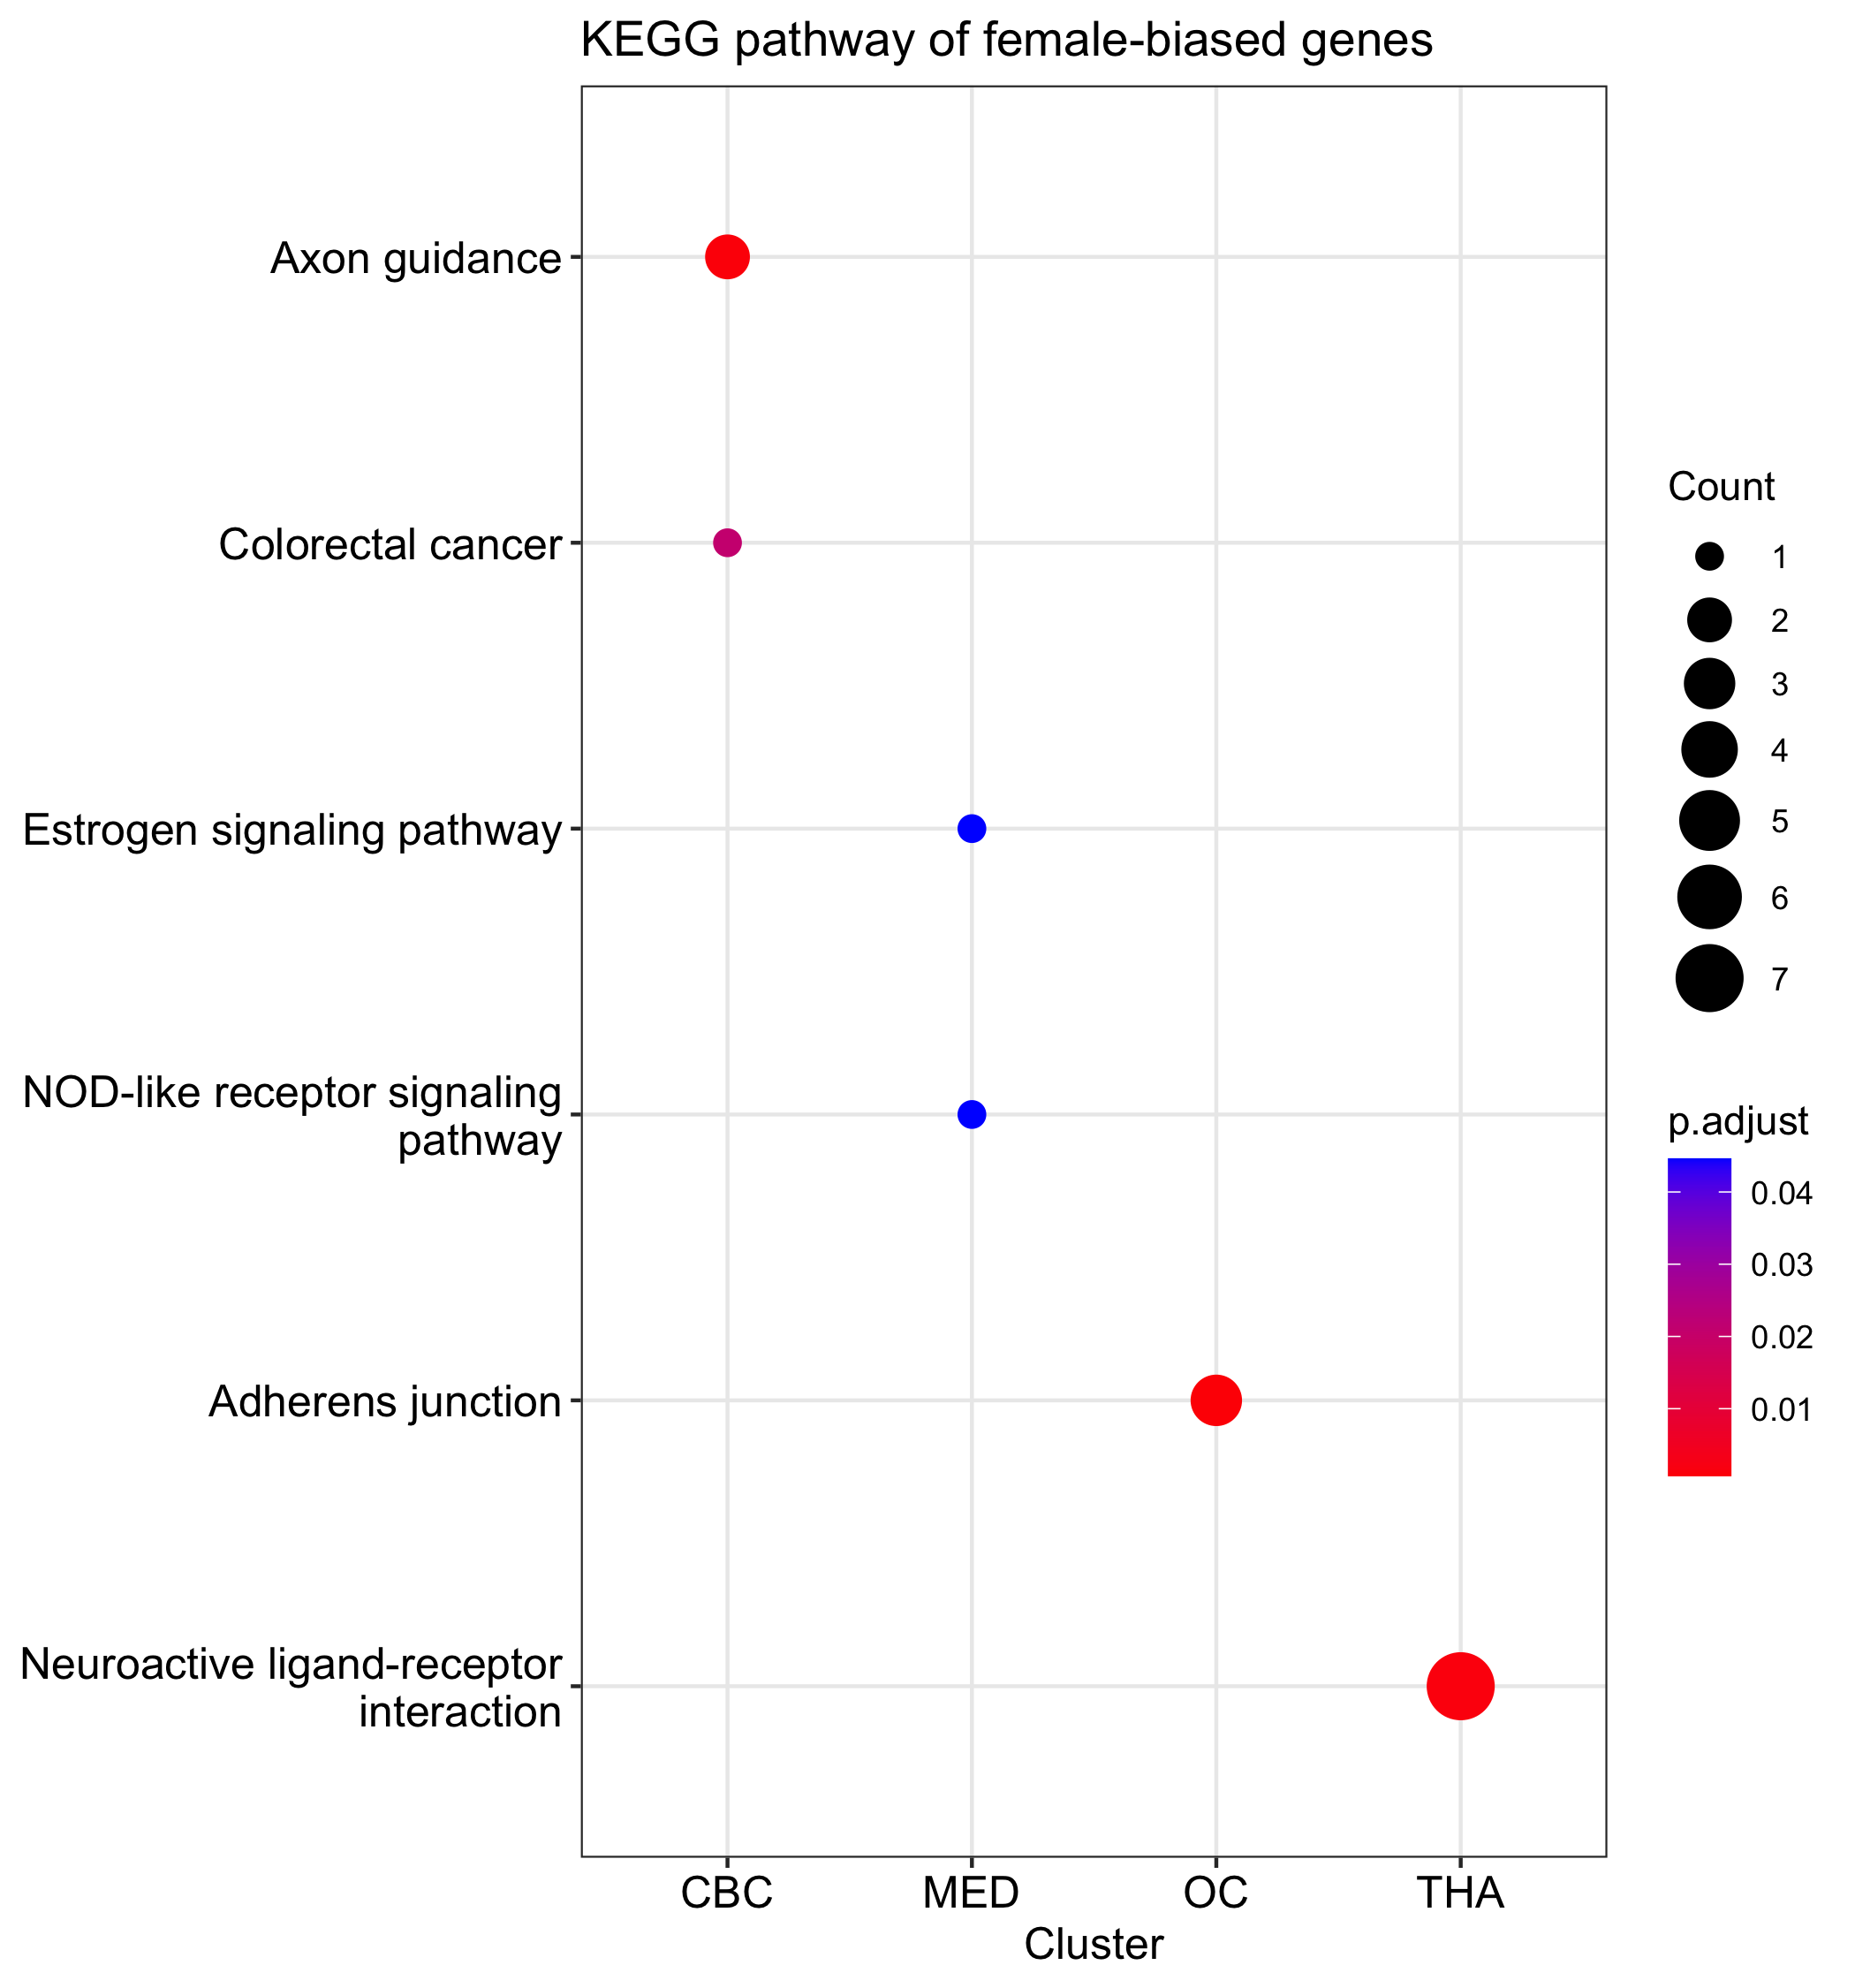 KEGG pathway of female-biased genes
Axon guidance
Colorectal cancer
Estrogen signaling pathway
NOD-like receptor signaling
pathway
Adherens junction
Neuroactive ligand-receptor
interaction
CBC
MED
OC
THA
Cluster
Count
1
2
3
4
5
6
7
p.adjust
0.04
0.03
0.02
0.01